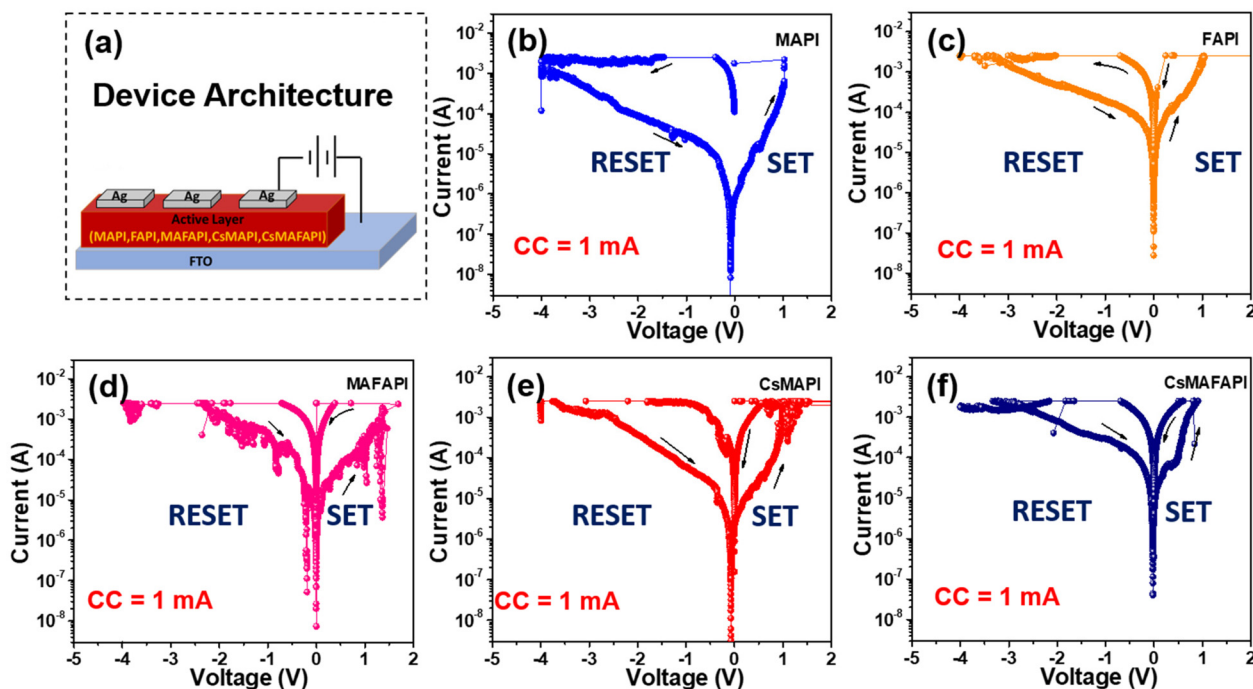 (a)
Device Architecture
Ag Ag Ag
Active Layer
(MAPI,FAPI,MAFAPI,CsMAPI,CsMAFAPI)
FTO
(b)
MAPI
10⁻²
10⁻³
10⁻⁴
10⁻⁵
10⁻⁶
10⁻⁷
10⁻⁸
Current (A)
RESET SET
CC = 1 mA
-5 -4 -3 -2 -1 0 1 2
Voltage (V)
(c)
FAPI
10⁻²
10⁻³
10⁻⁴
10⁻⁵
10⁻⁶
10⁻⁷
10⁻⁸
Current (A)
RESET SET
CC = 1 mA
-5 -4 -3 -2 -1 0 1 2
Voltage (V)
(d)
MAFAPI
10⁻²
10⁻³
10⁻⁴
10⁻⁵
10⁻⁶
10⁻⁷
10⁻⁸
Current (A)
RESET SET
CC = 1 mA
-5 -4 -3 -2 -1 0 1 2
Voltage (V)
(e)
CsMAPI
10⁻²
10⁻³
10⁻⁴
10⁻⁵
10⁻⁶
10⁻⁷
10⁻⁸
Current (A)
RESET SET
CC = 1 mA
-5 -4 -3 -2 -1 0 1 2
Voltage (V)
(f)
CsMAFAPI
10⁻²
10⁻³
10⁻⁴
10⁻⁵
10⁻⁶
10⁻⁷
10⁻⁸
Current (A)
RESET SET
CC = 1 mA
-5 -4 -3 -2 -1 0 1 2
Voltage (V)